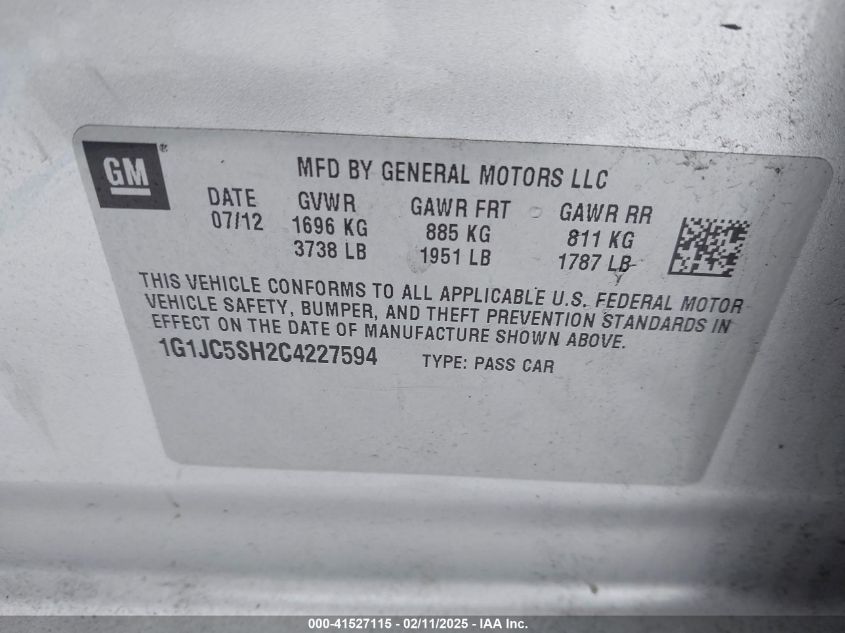 GM®
MFD BY GENERAL MOTORS LLC
DATE GVWR GAWR FRT GAWR RR
07/12 1696 KG 885 KG 811 KG
3738 LB 1951 LB 1787 LB
THIS VEHICLE CONFORMS TO ALL APPLICABLE U.S. FEDERAL MOTOR
VEHICLE SAFETY, BUMPER, AND THEFT PREVENTION STANDARDS IN
EFFECT ON THE DATE OF MANUFACTURE SHOWN ABOVE.
1G1JC5SH2C4227594 TYPE: PASS CAR
000-41527115 - 02/11/2025 - IAA Inc.